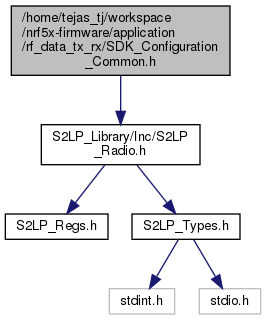 /home/tejas_tj/workspace
/nrf5x-firmware/application
/rf_data_tx_rx/SDK_Configuration
_Common.h
S2LP_Library/Inc/S2LP
_Radio.h
S2LP_Regs.h
S2LP_Types.h
stdint.h
stdio.h